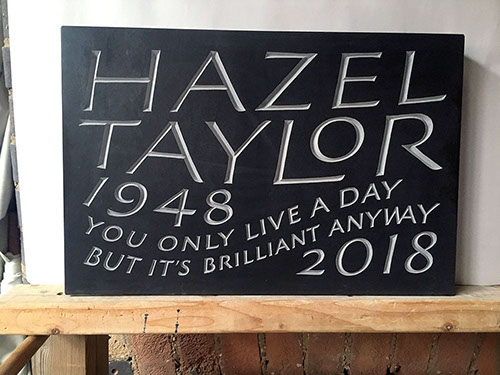 HAZEL
TAYLOR
1948
YOU ONLY LIVE A DAY
BUT IT'S BRILLIANT ANYWAY
2018